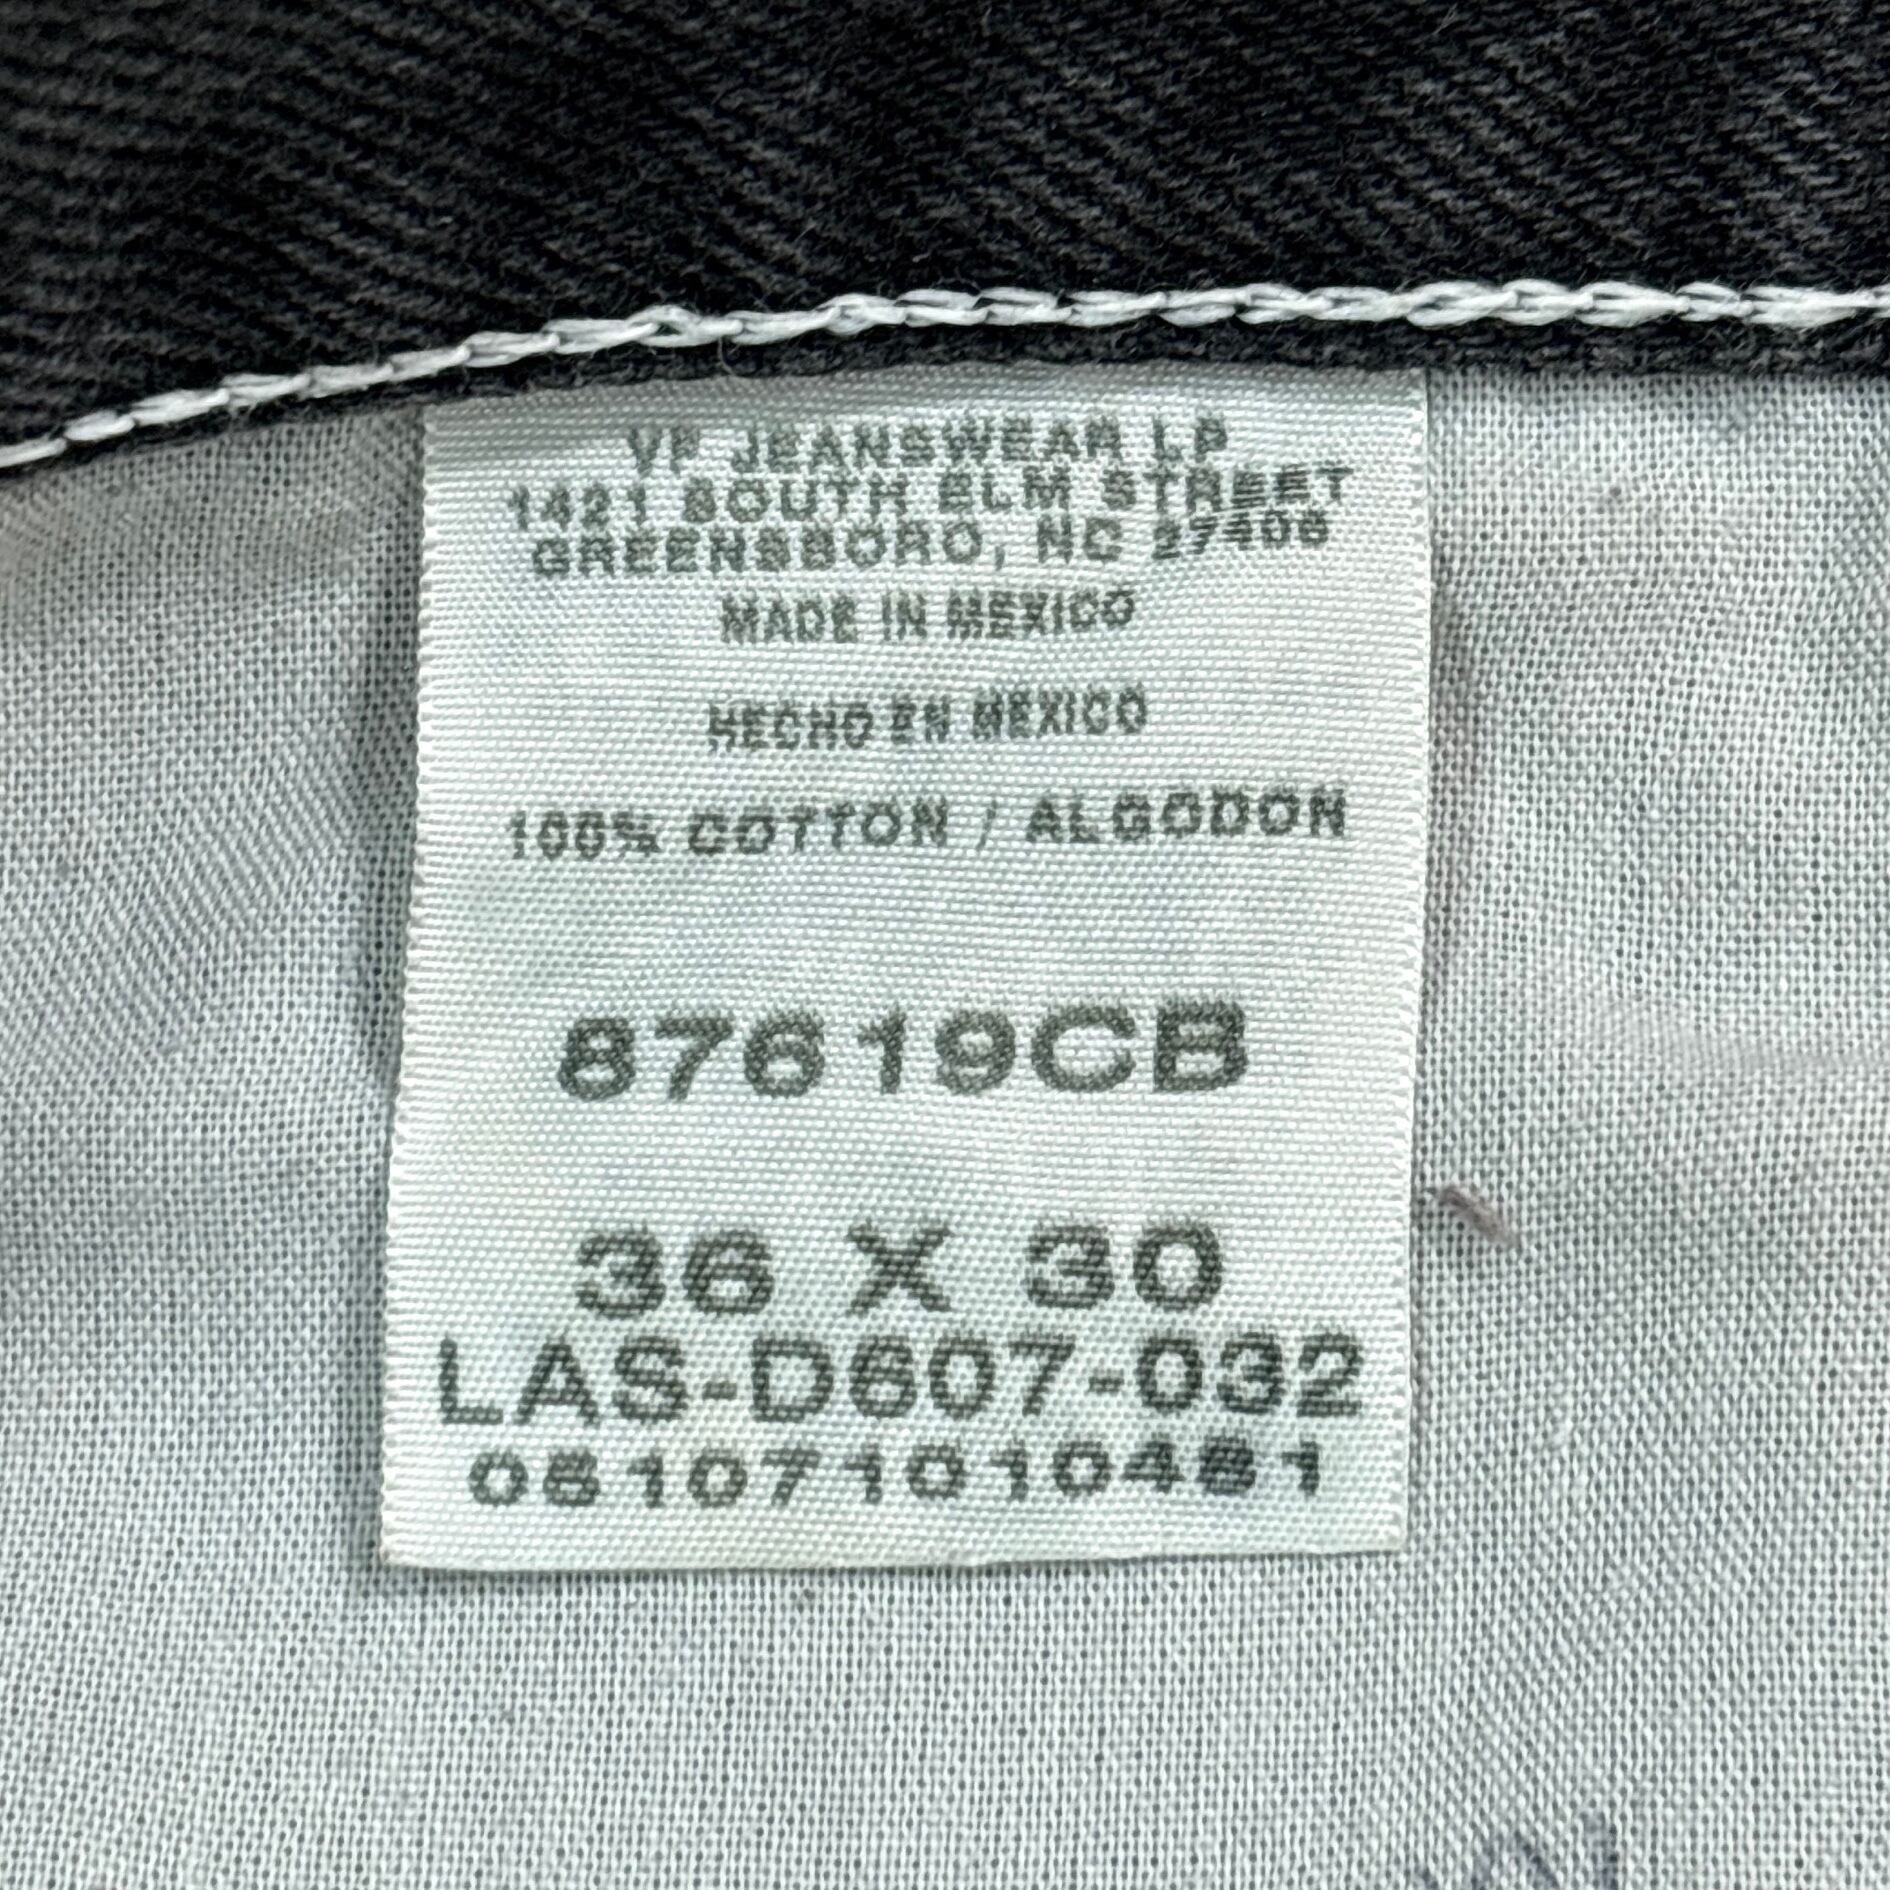 VF JEANSWEAR LP
1421 SOUTH ELM STREET
GREENSBORO, NC 27406
MADE IN MEXICO
HECHO EN MEXICO
100% COTTON / ALGODON
87619CB
36 X 30
LAS-D607-032
081071010481